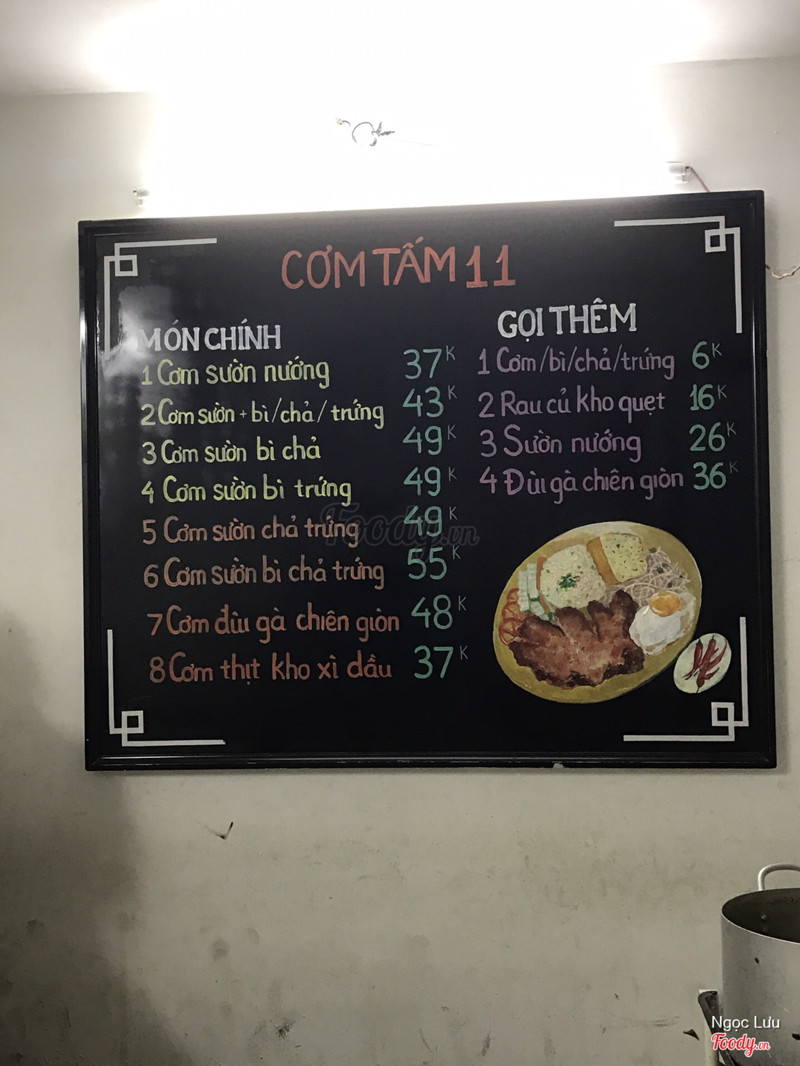 CƠM TẤM 11
MÓN CHÍNH
1 Cơm sườn nướng 37K
2 Cơm sườn + bì/chả/trứng 43K
3 Cơm sườn bì chả 49K
4 Cơm sườn bì trứng 49K
5 Cơm sườn chả trứng 49K
6 Cơm sườn bì chả trứng 55K
7 Cơm đùi gà chiên giòn 48K
8 Cơm thịt kho xì dầu 37K
GỌI THÊM
1 Cơm/bì/chả/trứng 6K
2 Rau củ kho quẹt 16K
3 Sườn nướng 26K
4 Đùi gà chiên giòn 36K
Foody.vn
Ngọc Lưu
Foody.vn